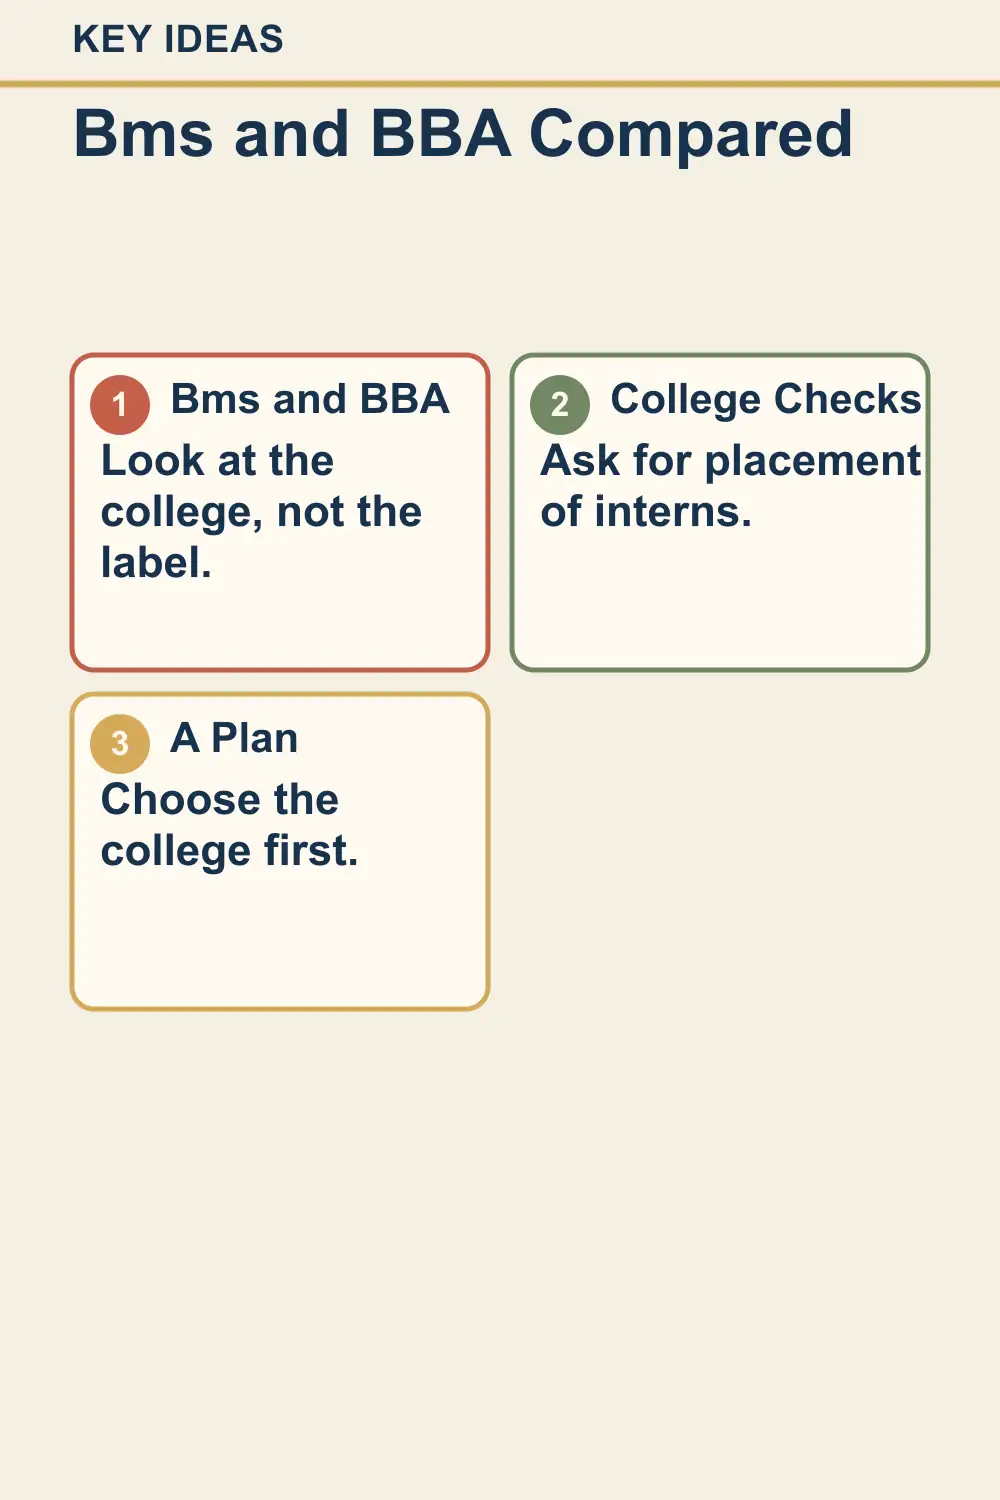 KEY IDEAS
Bms and BBA Compared
1 Bms and BBA
Look at the
college, not the
label.
2 College Checks
Ask for placement
of interns.
3 A Plan
Choose the
college first.